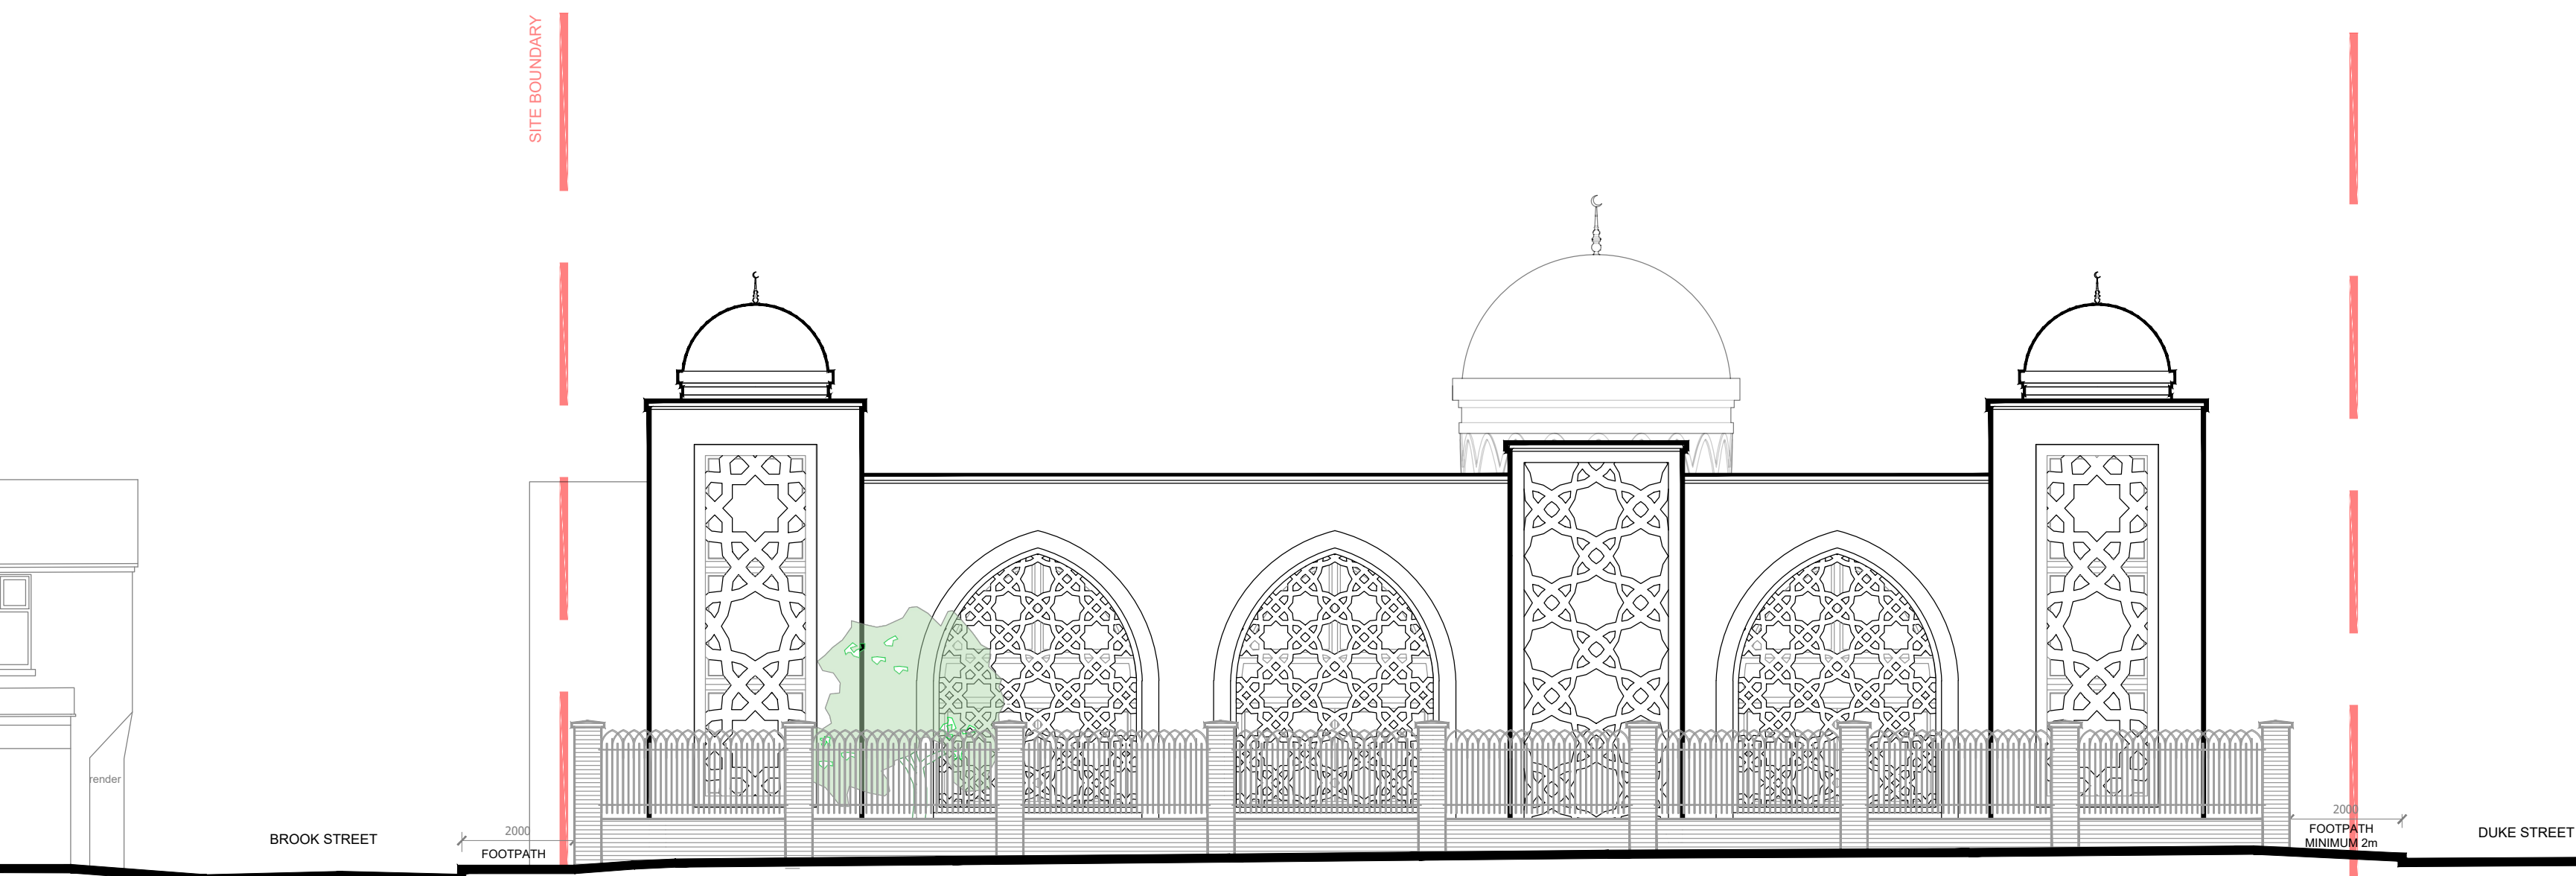 SITE BOUNDARY
render
BROOK STREET
2000
FOOTPATH
2000
FOOTPATH
MINIMUM 2m
DUKE STREET